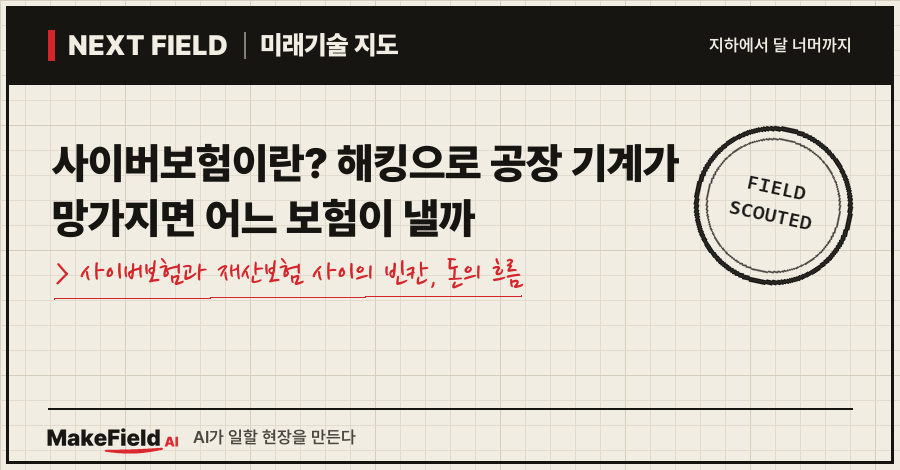 NEXT FIELD | 미래기술 지도
지하에서 달 너머까지
사이버보험이란? 해킹으로 공장 기계가
망가지면 어느 보험이 낼까
> 사이버보험과 재산보험 사이의 빈칸, 돈의 흐름
FIELD
SCOUTED
MakeField AI
AI가 일할 현장을 만든다